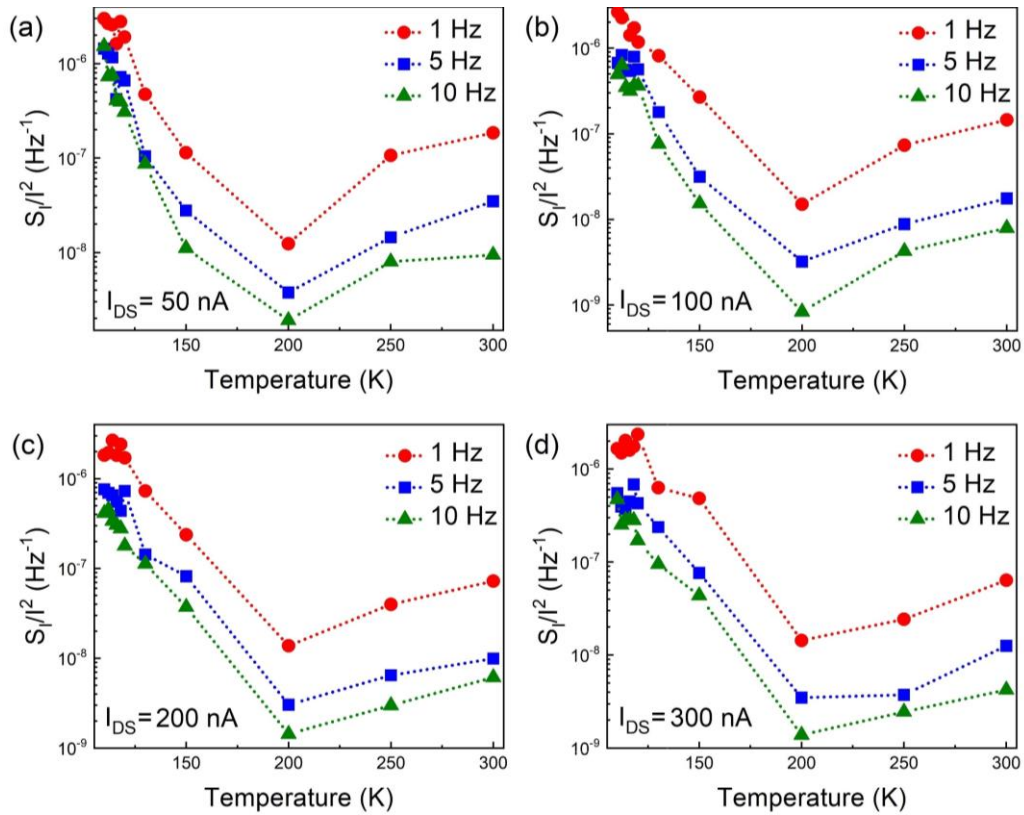 (a)
1 Hz
5 Hz
10 Hz
S_I/I² (Hz⁻¹)
10⁻⁶
10⁻⁷
10⁻⁸
I_DS= 50 nA
150
200
250
300
Temperature (K)
(b)
1 Hz
5 Hz
10 Hz
S_I/I² (Hz⁻¹)
10⁻⁶
10⁻⁷
10⁻⁸
10⁻⁹
I_DS= 100 nA
150
200
250
300
Temperature (K)
(c)
1 Hz
5 Hz
10 Hz
S_I/I² (Hz⁻¹)
10⁻⁶
10⁻⁷
10⁻⁸
10⁻⁹
I_DS= 200 nA
150
200
250
300
Temperature (K)
(d)
1 Hz
5 Hz
10 Hz
S_I/I² (Hz⁻¹)
10⁻⁶
10⁻⁷
10⁻⁸
10⁻⁹
I_DS= 300 nA
150
200
250
300
Temperature (K)